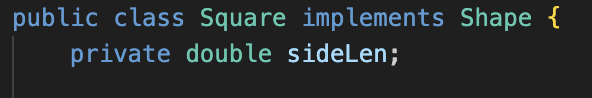 public class Square implements Shape {
    private double sideLen;